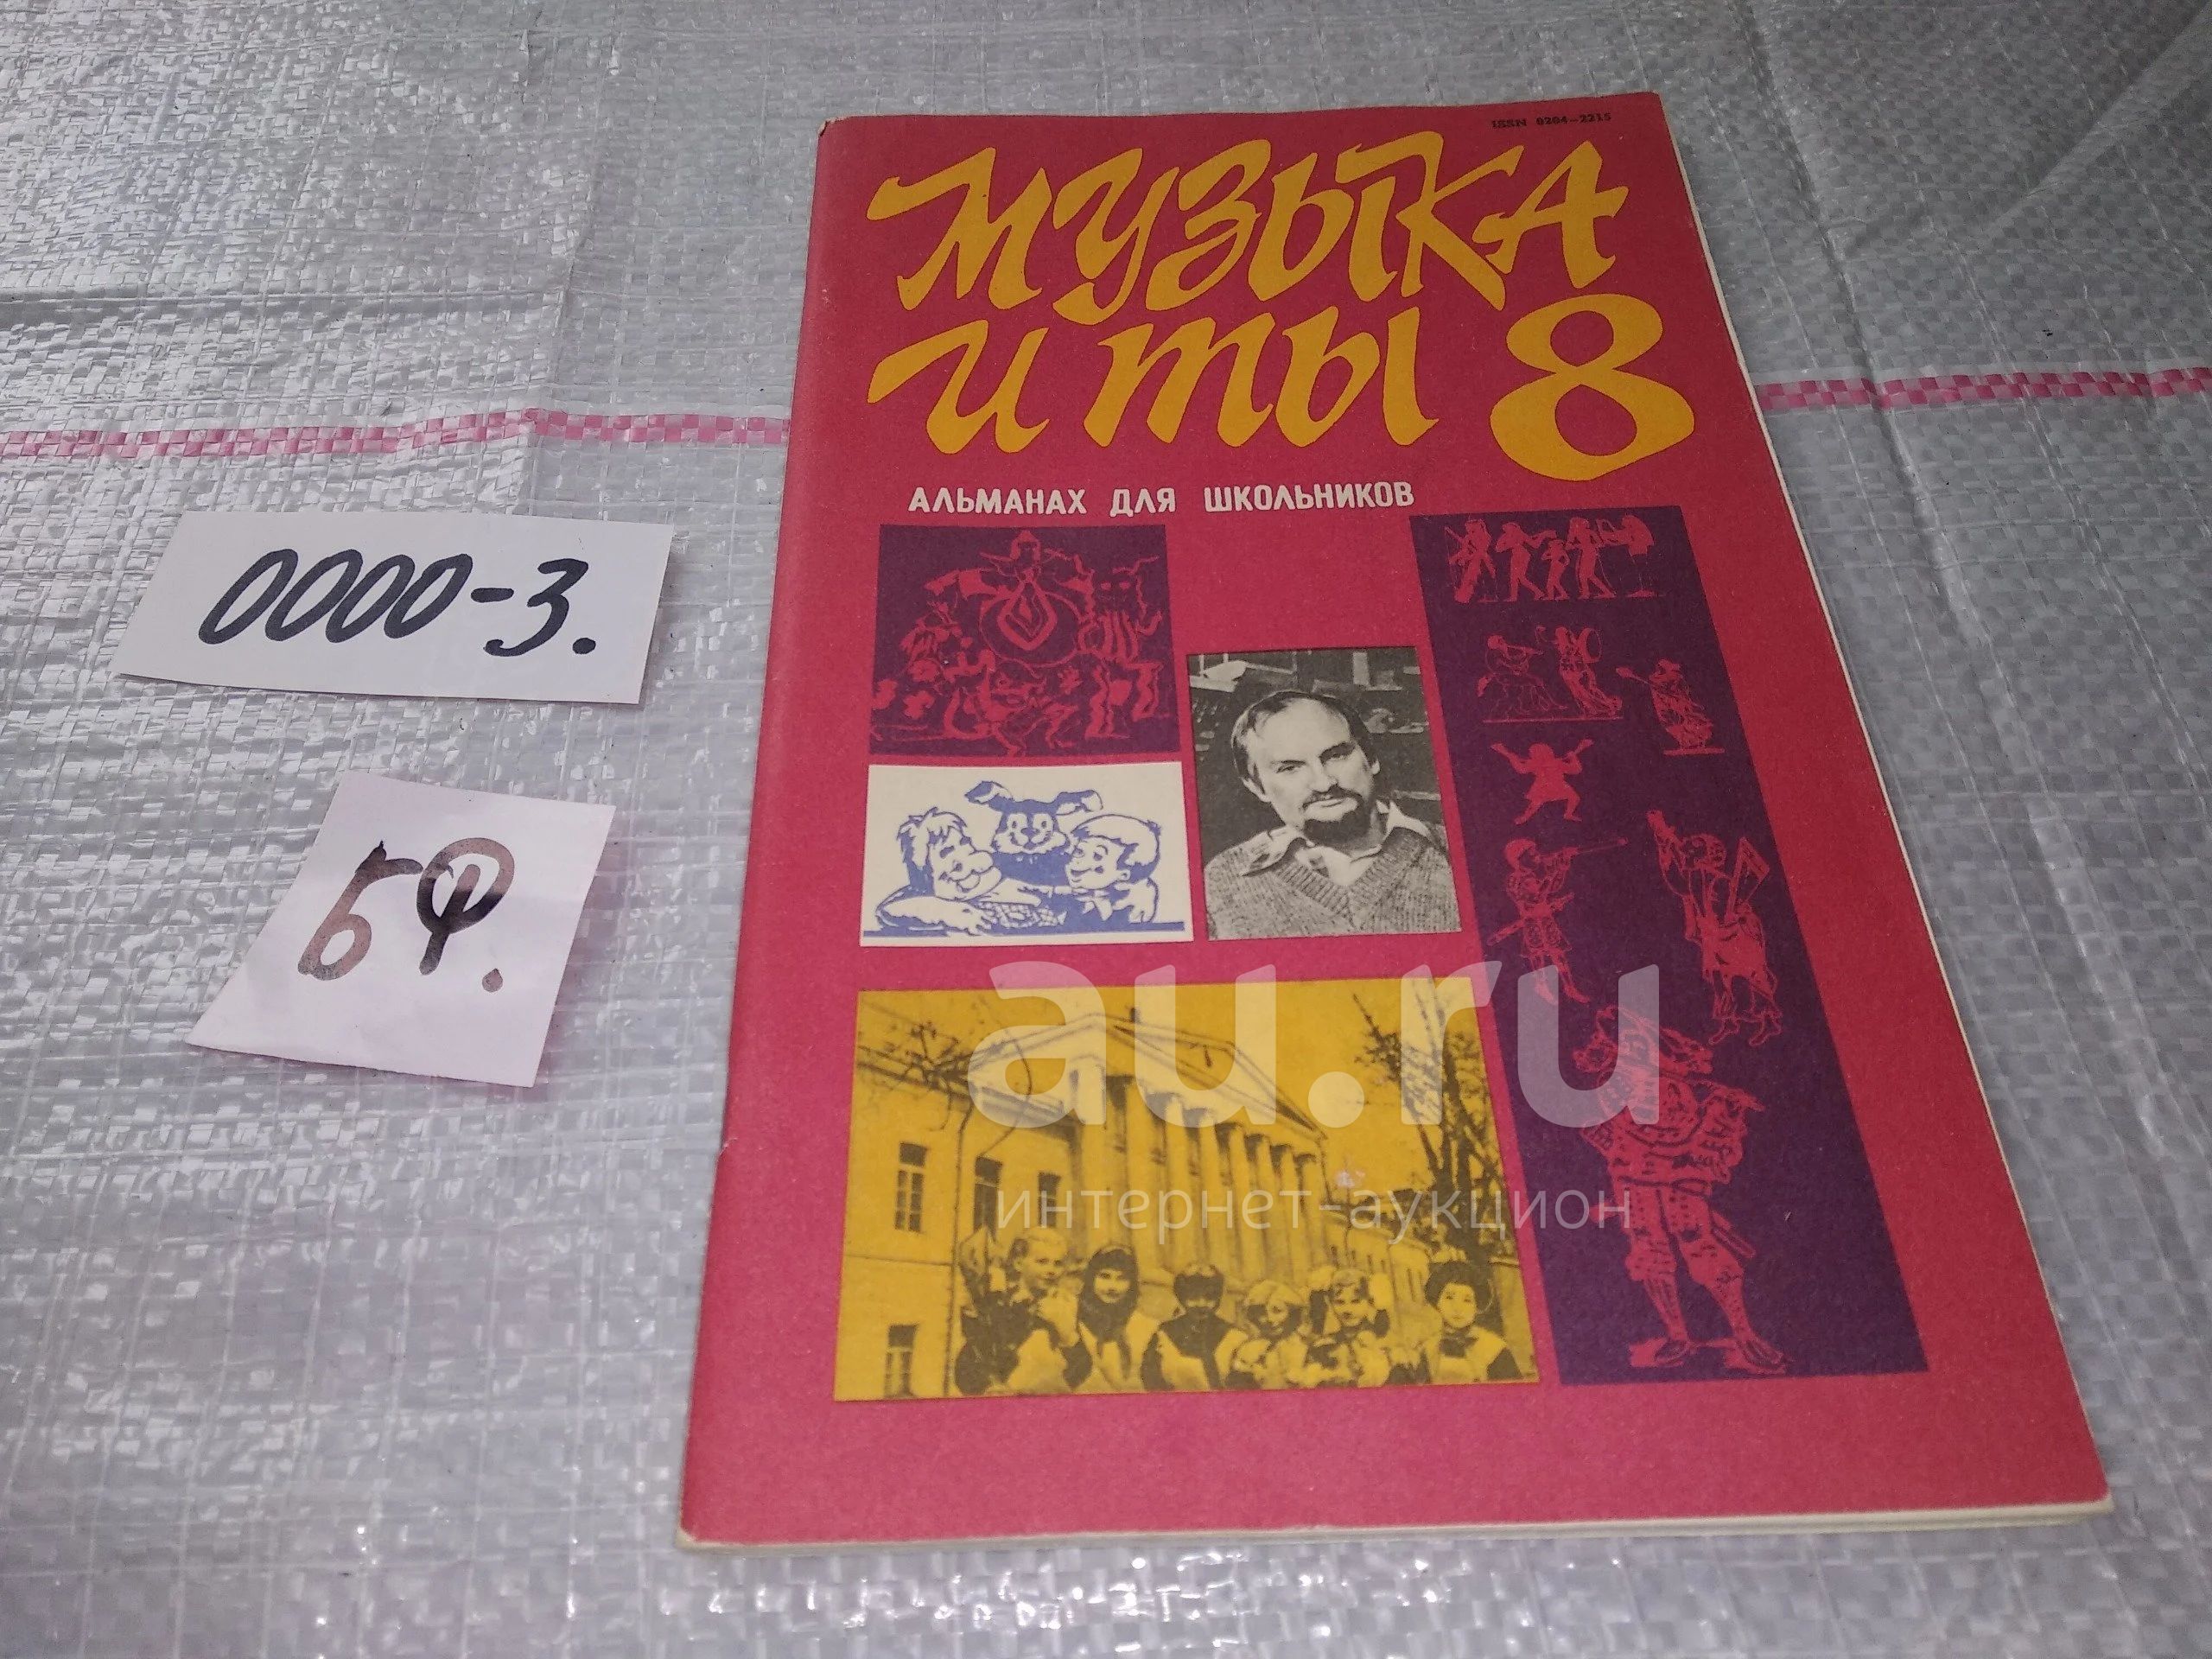 ISSN 0204-2215
МУЗЫКА
И ТЫ 8
АЛЬМАНАХ ДЛЯ ШКОЛЬНИКОВ
0000-3.
БФ.
au.ru
интернет-аукцион